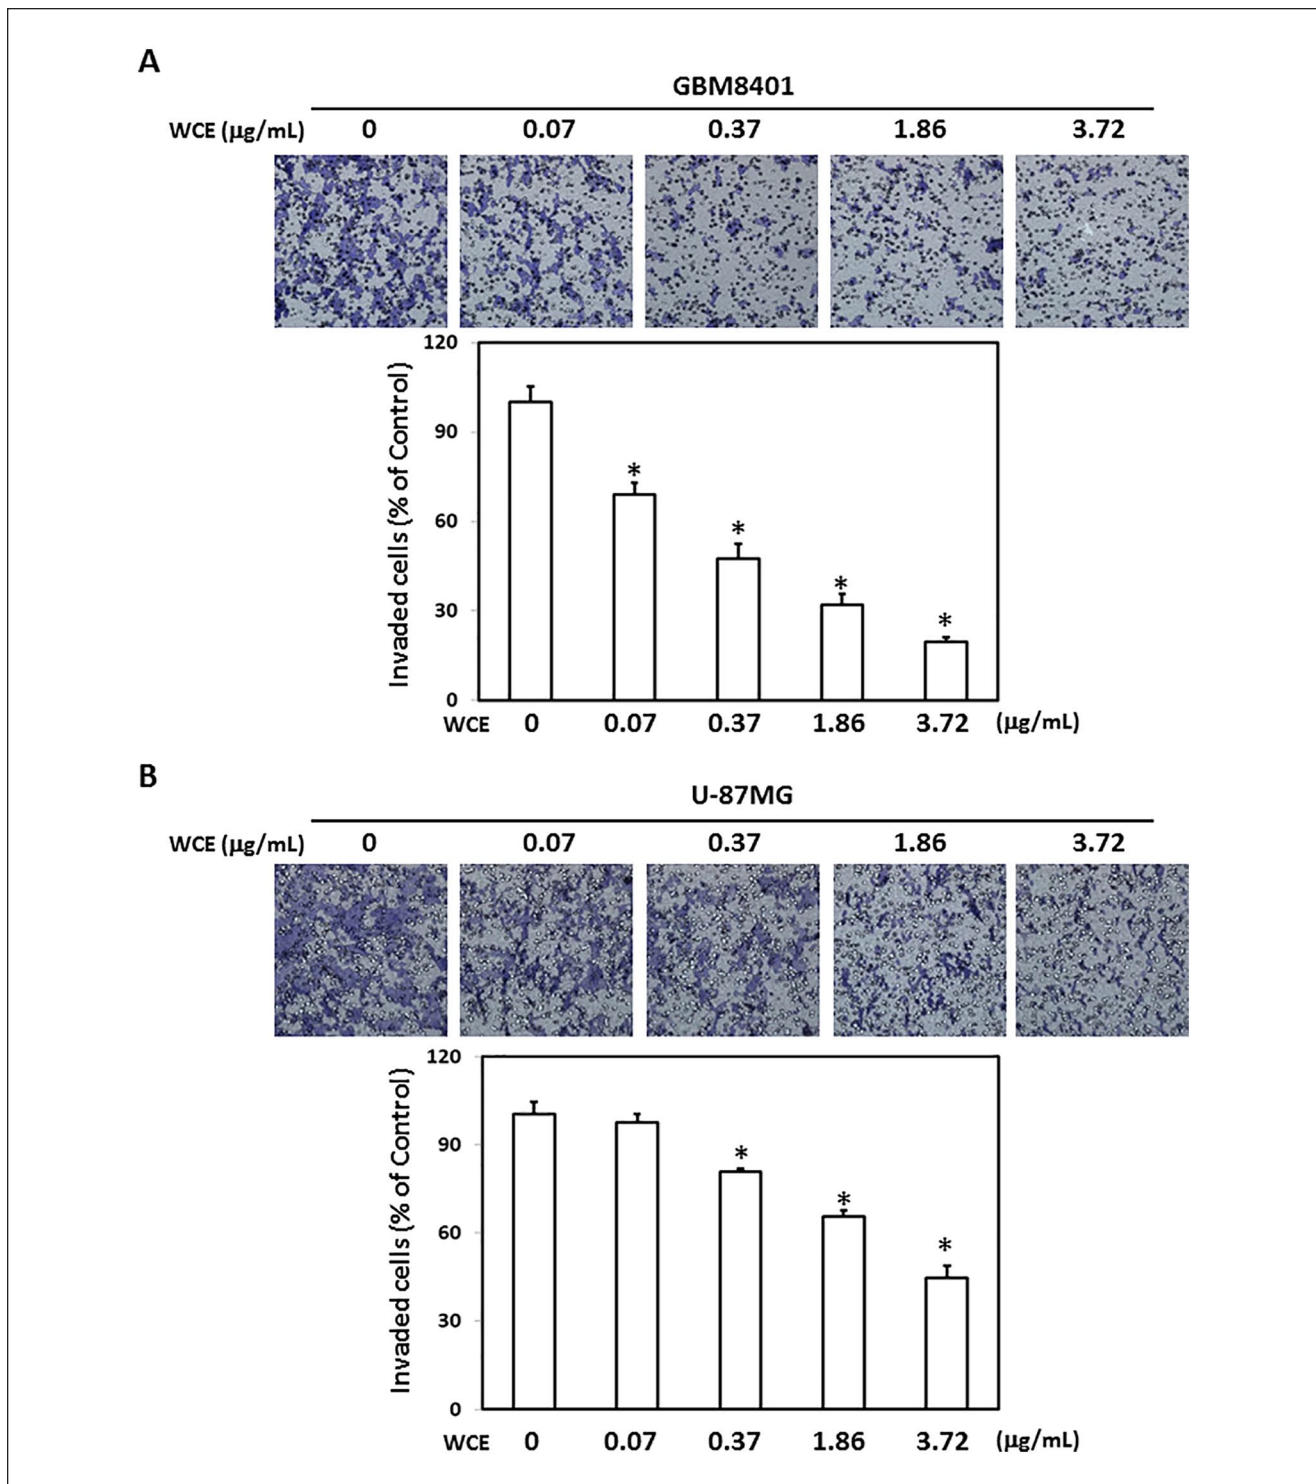 A
GBM8401
WCE (µg/mL) 0 0.07 0.37 1.86 3.72
120
90
60
30
0
Invaded cells (% of Control)
* * * *
WCE 0 0.07 0.37 1.86 3.72 (µg/mL)
B
U-87MG
WCE (µg/mL) 0 0.07 0.37 1.86 3.72
120
90
60
30
0
Invaded cells (% of Control)
* * *
WCE 0 0.07 0.37 1.86 3.72 (µg/mL)